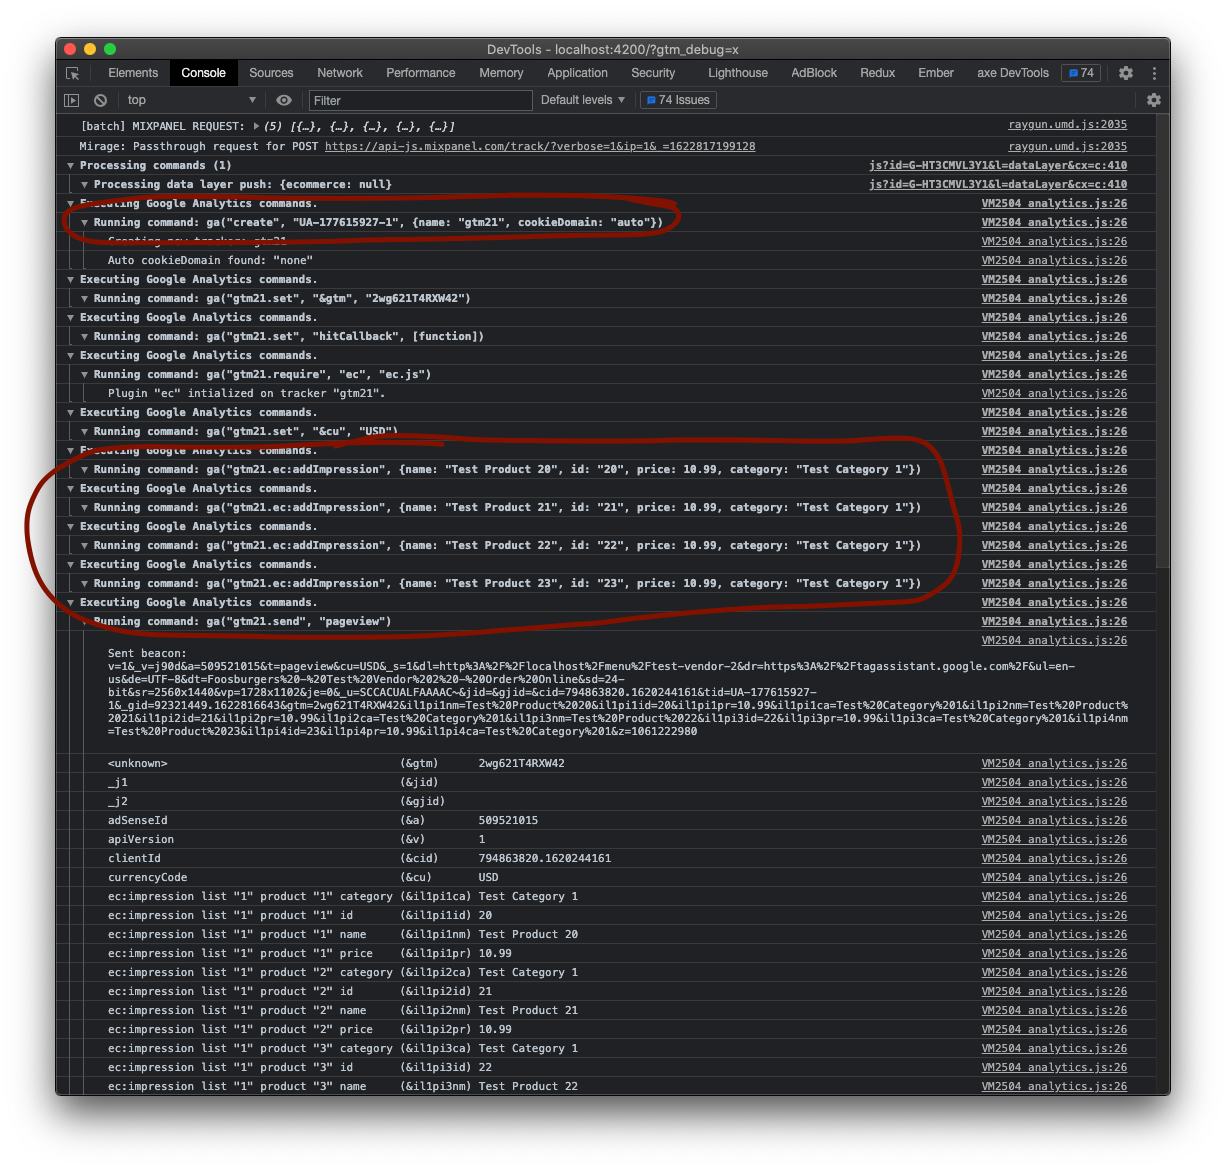 DevTools - localhost:4200/?gtm_debug=x
Elements Console Sources Network Performance Memory Application Security Lighthouse AdBlock Redux Ember axe DevTools 74
top Filter Default levels 74 Issues
[batch] MIXPANEL REQUEST: (5) [{…}, {…}, {…}, {…}, {…}] raygun.umd.js:2035
Mirage: Passthrough request for POST https://api-js.mixpanel.com/track/?verbose=1&ip=1&_=1622817199128 raygun.umd.js:2035
Processing commands (1) js?id=G-HT3CMVL3Y1&l=dataLayer&cx=c:410
Processing data layer push: {ecommerce: null} js?id=G-HT3CMVL3Y1&l=dataLayer&cx=c:410
Executing Google Analytics commands. VM2504 analytics.js:26
Running command: ga("create", "UA-177615927-1", {name: "gtm21", cookieDomain: "auto"}) VM2504 analytics.js:26
Creating new tracker: gtm21 VM2504 analytics.js:26
Auto cookieDomain found: "none" VM2504 analytics.js:26
Executing Google Analytics commands. VM2504 analytics.js:26
Running command: ga("gtm21.set", "&gtm", "2wg621T4RXW42") VM2504 analytics.js:26
Executing Google Analytics commands. VM2504 analytics.js:26
Running command: ga("gtm21.set", "hitCallback", [function]) VM2504 analytics.js:26
Executing Google Analytics commands. VM2504 analytics.js:26
Running command: ga("gtm21.require", "ec", "ec.js") VM2504 analytics.js:26
Plugin "ec" intialized on tracker "gtm21". VM2504 analytics.js:26
Executing Google Analytics commands. VM2504 analytics.js:26
Running command: ga("gtm21.set", "&cu", "USD") VM2504 analytics.js:26
Executing Google Analytics commands. VM2504 analytics.js:26
Running command: ga("gtm21.ec:addImpression", {name: "Test Product 20", id: "20", price: 10.99, category: "Test Category 1"}) VM2504 analytics.js:26
Executing Google Analytics commands. VM2504 analytics.js:26
Running command: ga("gtm21.ec:addImpression", {name: "Test Product 21", id: "21", price: 10.99, category: "Test Category 1"}) VM2504 analytics.js:26
Executing Google Analytics commands. VM2504 analytics.js:26
Running command: ga("gtm21.ec:addImpression", {name: "Test Product 22", id: "22", price: 10.99, category: "Test Category 1"}) VM2504 analytics.js:26
Executing Google Analytics commands. VM2504 analytics.js:26
Running command: ga("gtm21.ec:addImpression", {name: "Test Product 23", id: "23", price: 10.99, category: "Test Category 1"}) VM2504 analytics.js:26
Executing Google Analytics commands. VM2504 analytics.js:26
Running command: ga("gtm21.send", "pageview") VM2504 analytics.js:26
VM2504 analytics.js:26
Sent beacon:
v=1&_v=j90d&a=509521015&t=pageview&cu=USD&_s=1&dl=http%3A%2F%2Flocalhost%2Fmenu%2Ftest-vendor-2&dr=https%3A%2F%2Ftagassistant.google.com%2F&ul=en-
us&de=UTF-8&dt=Foosburgers%20-%20Test%20Vendor%202%20-%20Order%20Online&sd=24-
bit&sr=2560x1440&vp=1728x1102&je=0&_u=SCCACUALFAAAAC~&jid=&gjid=&cid=794863820.1620244161&tid=UA-177615927-
1&_gid=92321449.1622816643&gtm=2wg621T4RXW42&il1pi1nm=Test%20Product%2020&il1pi1id=20&il1pi1pr=10.99&il1pi1ca=Test%20Category%201&il1pi2nm=Test%20Product%
2021&il1pi2id=21&il1pi2pr=10.99&il1pi2ca=Test%20Category%201&il1pi3nm=Test%20Product%2022&il1pi3id=22&il1pi3pr=10.99&il1pi3ca=Test%20Category%201&il1pi4nm
=Test%20Product%2023&il1pi4id=23&il1pi4pr=10.99&il1pi4ca=Test%20Category%201&z=1061222980
<unknown> (&gtm) 2wg621T4RXW42 VM2504 analytics.js:26
_j1 (&jid) VM2504 analytics.js:26
_j2 (&gjid) VM2504 analytics.js:26
adSenseId (&a) 509521015 VM2504 analytics.js:26
apiVersion (&v) 1 VM2504 analytics.js:26
clientId (&cid) 794863820.1620244161 VM2504 analytics.js:26
currencyCode (&cu) USD VM2504 analytics.js:26
ec:impression list "1" product "1" category (&il1pi1ca) Test Category 1 VM2504 analytics.js:26
ec:impression list "1" product "1" id (&il1pi1id) 20 VM2504 analytics.js:26
ec:impression list "1" product "1" name (&il1pi1nm) Test Product 20 VM2504 analytics.js:26
ec:impression list "1" product "1" price (&il1pi1pr) 10.99 VM2504 analytics.js:26
ec:impression list "1" product "2" category (&il1pi2ca) Test Category 1 VM2504 analytics.js:26
ec:impression list "1" product "2" id (&il1pi2id) 21 VM2504 analytics.js:26
ec:impression list "1" product "2" name (&il1pi2nm) Test Product 21 VM2504 analytics.js:26
ec:impression list "1" product "2" price (&il1pi2pr) 10.99 VM2504 analytics.js:26
ec:impression list "1" product "3" category (&il1pi3ca) Test Category 1 VM2504 analytics.js:26
ec:impression list "1" product "3" id (&il1pi3id) 22 VM2504 analytics.js:26
ec:impression list "1" product "3" name (&il1pi3nm) Test Product 22 VM2504 analytics.js:26